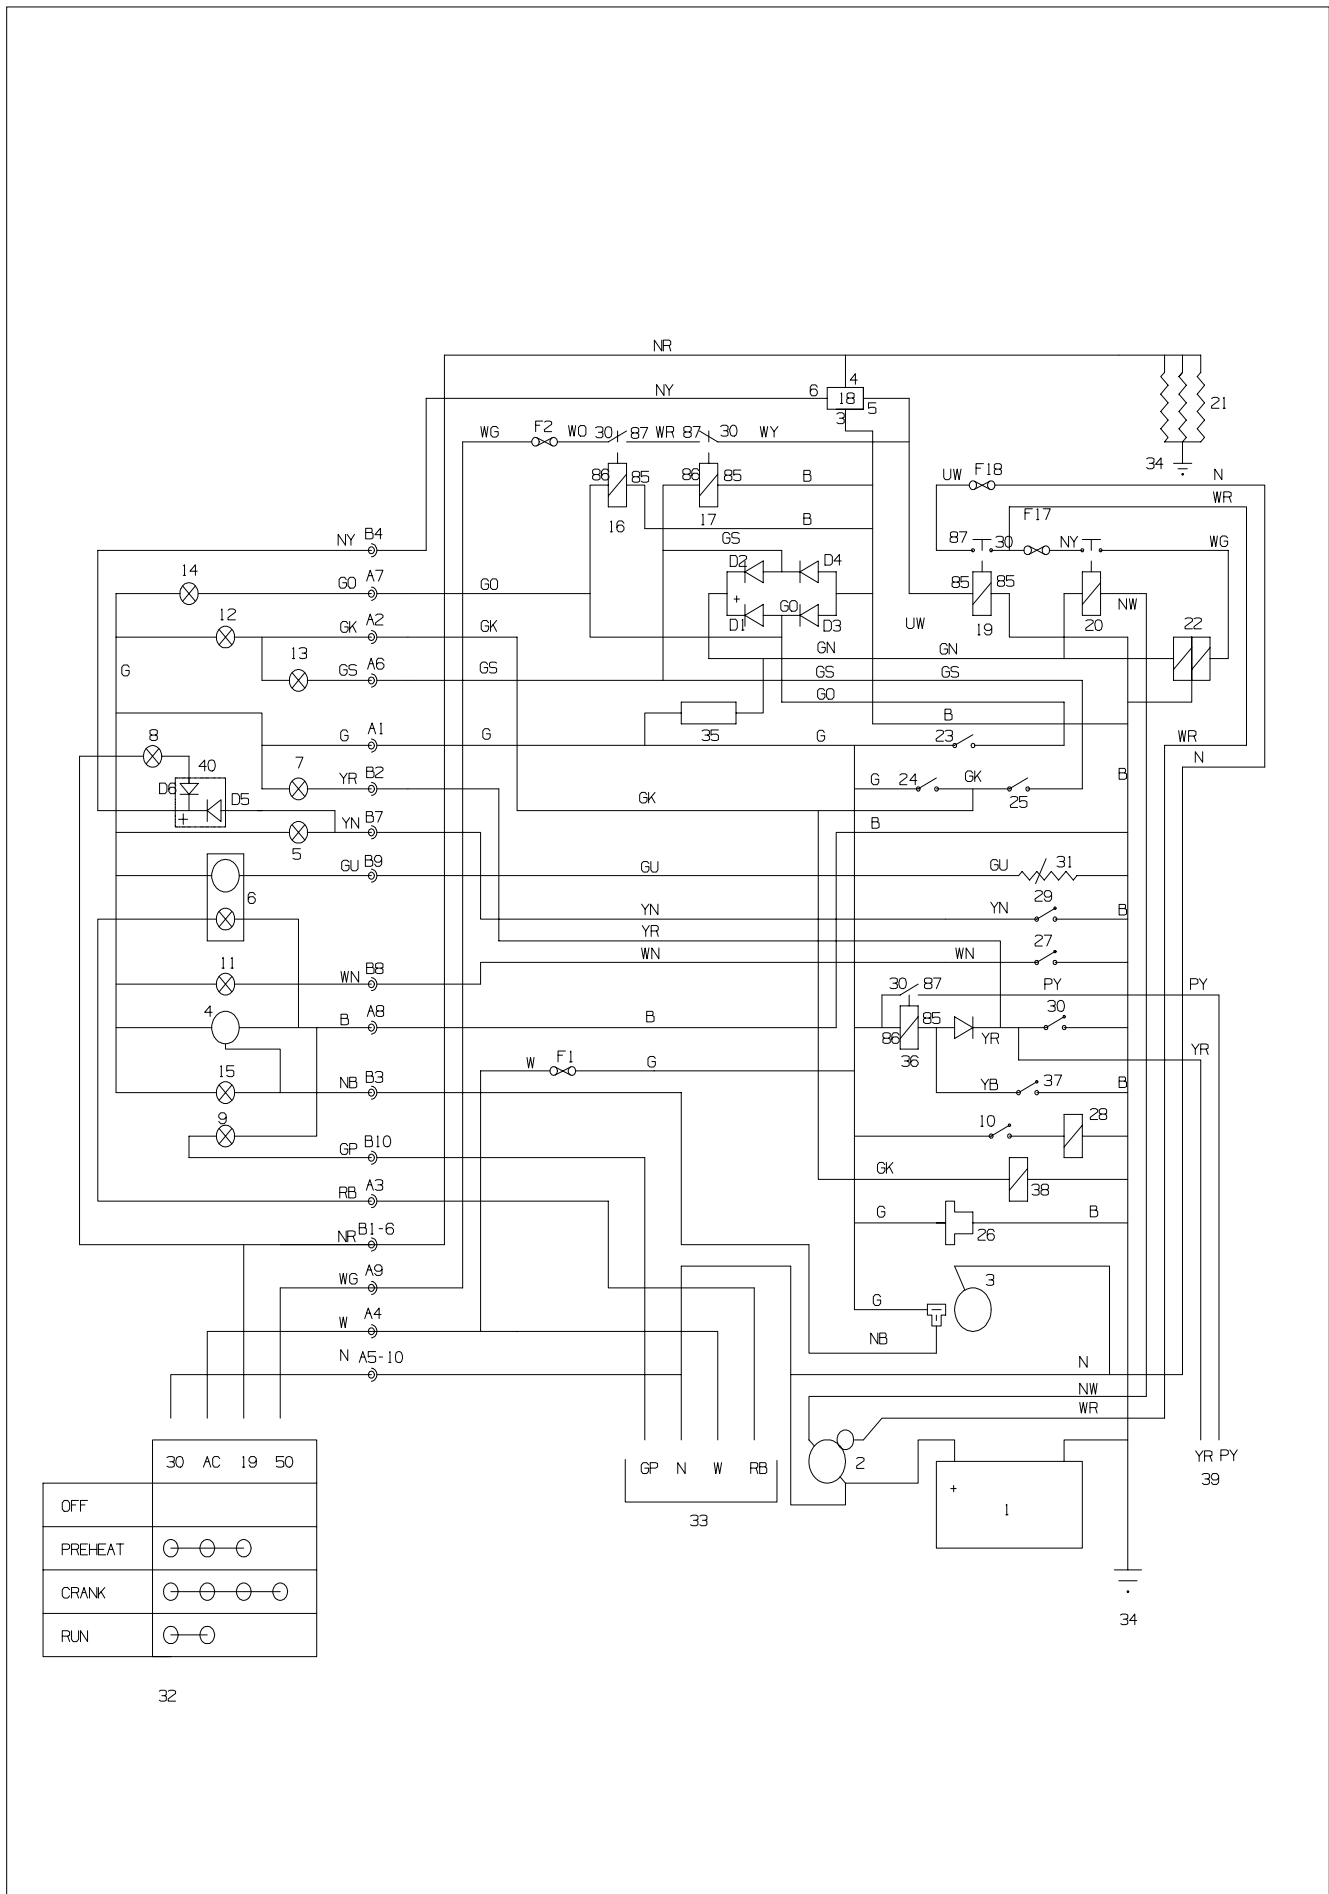 NR
4
6 NY 18 5 21
3
F2
WG WO 30 87 WR 87 30 WY
34
86 85 86 85 B UW F18 N
WR
16 17 B F17
NY B4 GS 87 30 NY WG
14 D2 D4
GO A7 GO 85 85
+ GO NW
12 D1 D3 UW 19 20 22
GK A2 GK
13 GN GN
G GS A6 GS GS GS
GO
35 B
8 G A1 G G 23 WR
40 7 N
D6 YR B2 G 24 GK B
D5 GK 25
+ YN B7 B
5
GU B9 GU GU 31
6 29
YN YN B
YR
11 WN WN 27
WN B8
30 87 PY PY
4 B A8 B 85 30
86 YR
W F1 G 36 YR
15 NB B3 YB 37 B
9 10 28
GP B10
GK 38
RB A3
G 26 B
NR B1-6
WG A9 3
G
W A4
NB
N A5-10 N
NW
WR
30 AC 19 50 GP N W RB 2 YR PY
39
OFF + 1
33
PREHEAT
CRANK
34
RUN
32